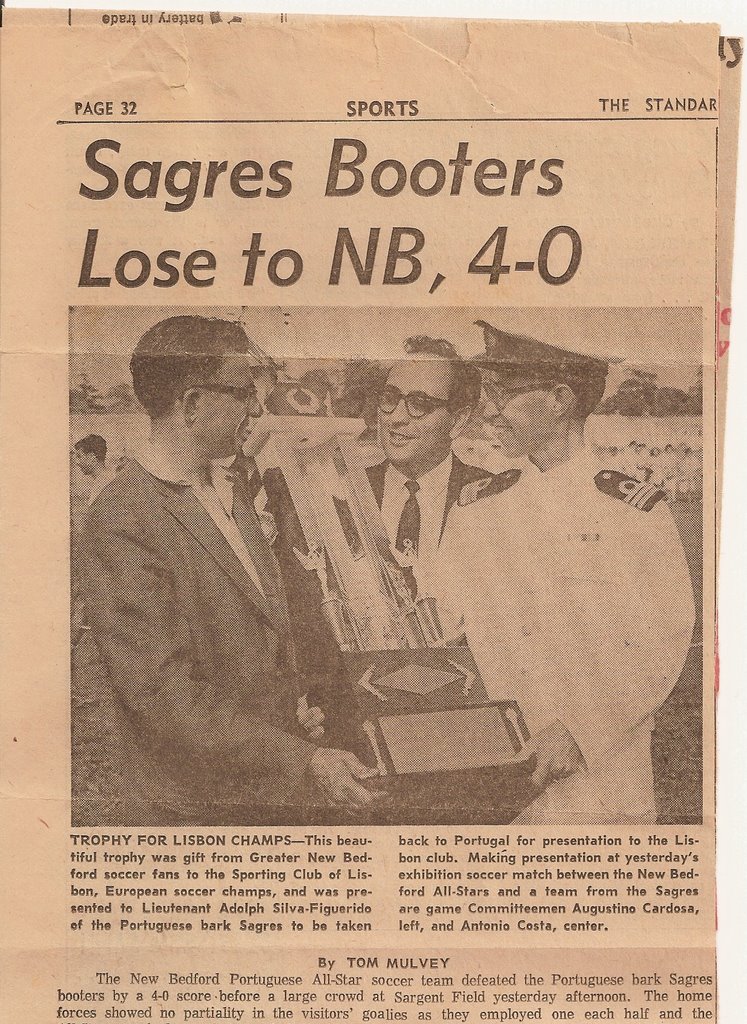 battery in trade
PAGE 32 SPORTS THE STANDAR
Sagres Booters
Lose to NB, 4-0
TROPHY FOR LISBON CHAMPS—This beau-
tiful trophy was gift from Greater New Bed-
ford soccer fans to the Sporting Club of Lis-
bon, European soccer champs, and was pre-
sented to Lieutenant Adolph Silva-Figuerido
of the Portuguese bark Sagres to be taken
back to Portugal for presentation to the Lis-
bon club. Making presentation at yesterday's
exhibition soccer match between the New Bed-
ford All-Stars and a team from the Sagres
are game Committeemen Augustino Cardosa,
left, and Antonio Costa, center.
By TOM MULVEY
The New Bedford Portuguese All-Star soccer team defeated the Portuguese bark Sagres
booters by a 4-0 score before a large crowd at Sargent Field yesterday afternoon. The home
forces showed no partiality in the visitors' goalies as they employed one each half and the